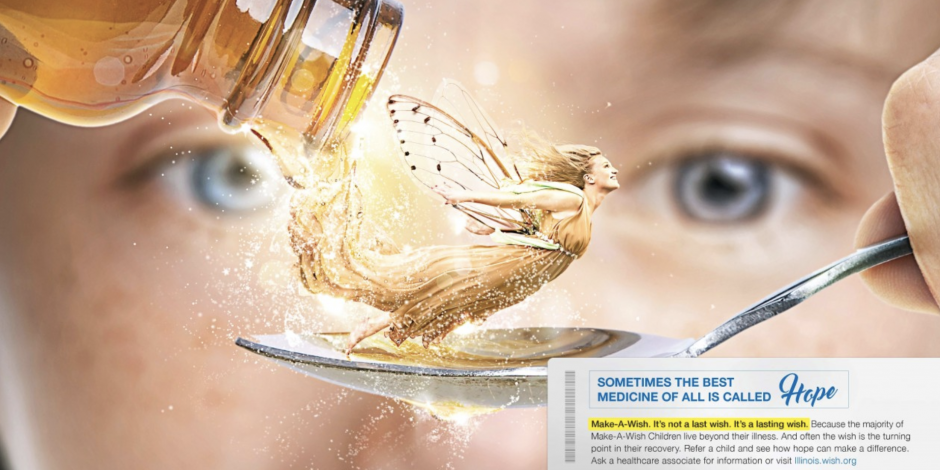 SOMETIMES THE BEST
MEDICINE OF ALL IS CALLED Hope
Make-A-Wish. It's not a last wish. It's a lasting wish. Because the majority of
Make-A-Wish Children live beyond their illness. And often the wish is the turning
point in their recovery. Refer a child and see how hope can make a difference.
Ask a healthcare associate for information or visit Illinois.wish.org